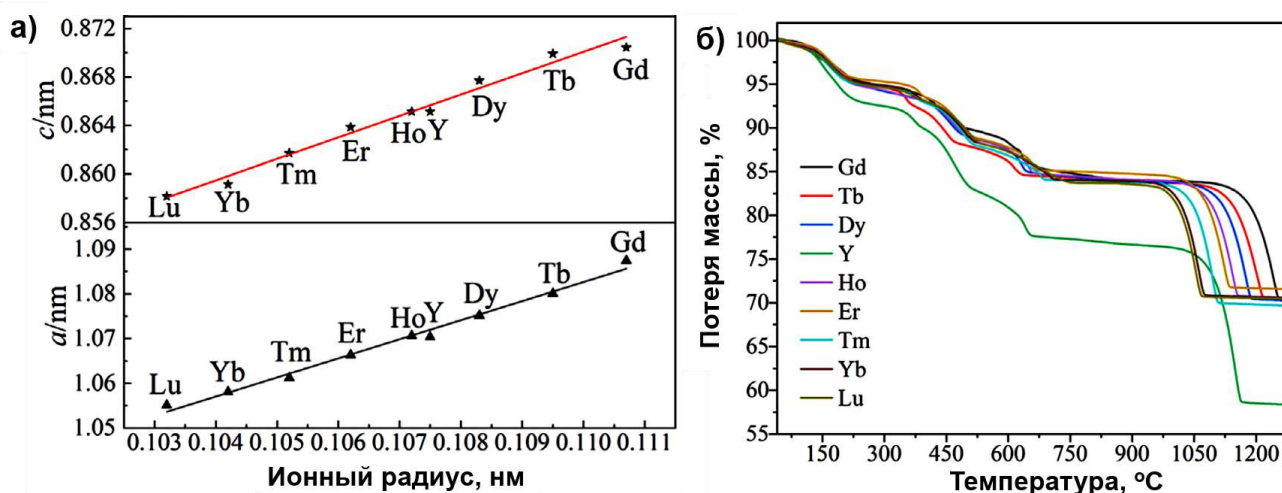 а)
c/nm
0.872
0.868
0.864
0.860
0.856
Lu
Yb
Tm
Er
Ho
Y
Dy
Tb
Gd
a/nm
1.09
1.08
1.07
1.06
1.05
Lu
Yb
Tm
Er
Ho
Y
Dy
Tb
Gd
0.103 0.104 0.105 0.106 0.107 0.108 0.109 0.110 0.111
Ионный радиус, нм
б)
Потеря массы, %
100
95
90
85
80
75
70
65
60
55
Gd
Tb
Dy
Y
Ho
Er
Tm
Yb
Lu
150 300 450 600 750 900 1050 1200
Температура, ºС